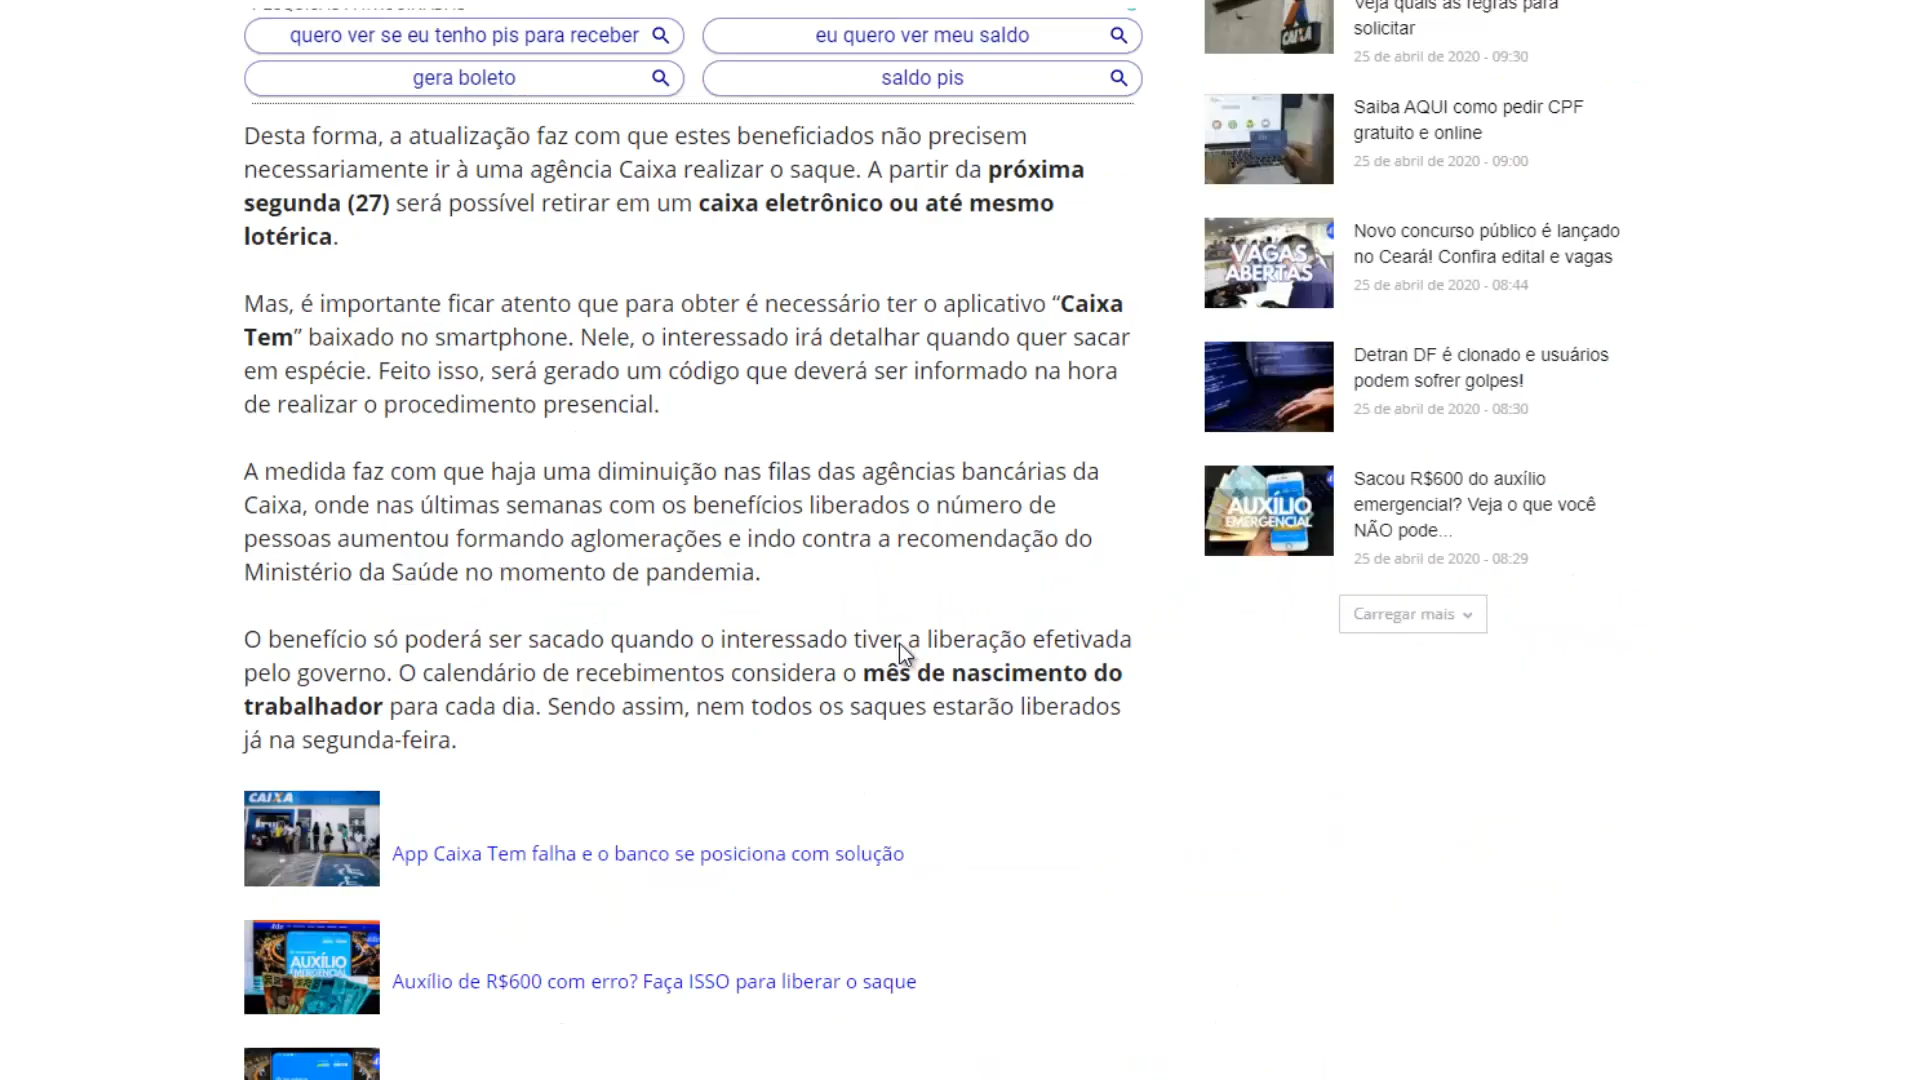 quero ver se eu tenho pis para receber
eu quero ver meu saldo
gera boleto
saldo pis
Desta forma, a atualização faz com que estes beneficiados não precisem
necessariamente ir à uma agência Caixa realizar o saque. A partir da próxima
segunda (27) será possível retirar em um caixa eletrônico ou até mesmo
lotérica.
Mas, é importante ficar atento que para obter é necessário ter o aplicativo “Caixa
Tem” baixado no smartphone. Nele, o interessado irá detalhar quando quer sacar
em espécie. Feito isso, será gerado um código que deverá ser informado na hora
de realizar o procedimento presencial.
A medida faz com que haja uma diminuição nas filas das agências bancárias da
Caixa, onde nas últimas semanas com os benefícios liberados o número de
pessoas aumentou formando aglomerações e indo contra a recomendação do
Ministério da Saúde no momento de pandemia.
O benefício só poderá ser sacado quando o interessado tiver a liberação efetivada
pelo governo. O calendário de recebimentos considera o mês de nascimento do
trabalhador para cada dia. Sendo assim, nem todos os saques estarão liberados
já na segunda-feira.
CAIXA
App Caixa Tem falha e o banco se posiciona com solução
AUXÍLIO
EMERGENCIAL
Auxílio de R$600 com erro? Faça ISSO para liberar o saque
CAIXA
Veja quais as regras para
solicitar
25 de abril de 2020 - 09:30
Saiba AQUI como pedir CPF
gratuito e online
25 de abril de 2020 - 09:00
VAGAS
ABERTAS
Novo concurso público é lançado
no Ceará! Confira edital e vagas
25 de abril de 2020 - 08:44
Detran DF é clonado e usuários
podem sofrer golpes!
25 de abril de 2020 - 08:30
AUXÍLIO
EMERGENCIAL
Sacou R$600 do auxílio
emergencial? Veja o que você
NÃO pode...
25 de abril de 2020 - 08:29
Carregar mais